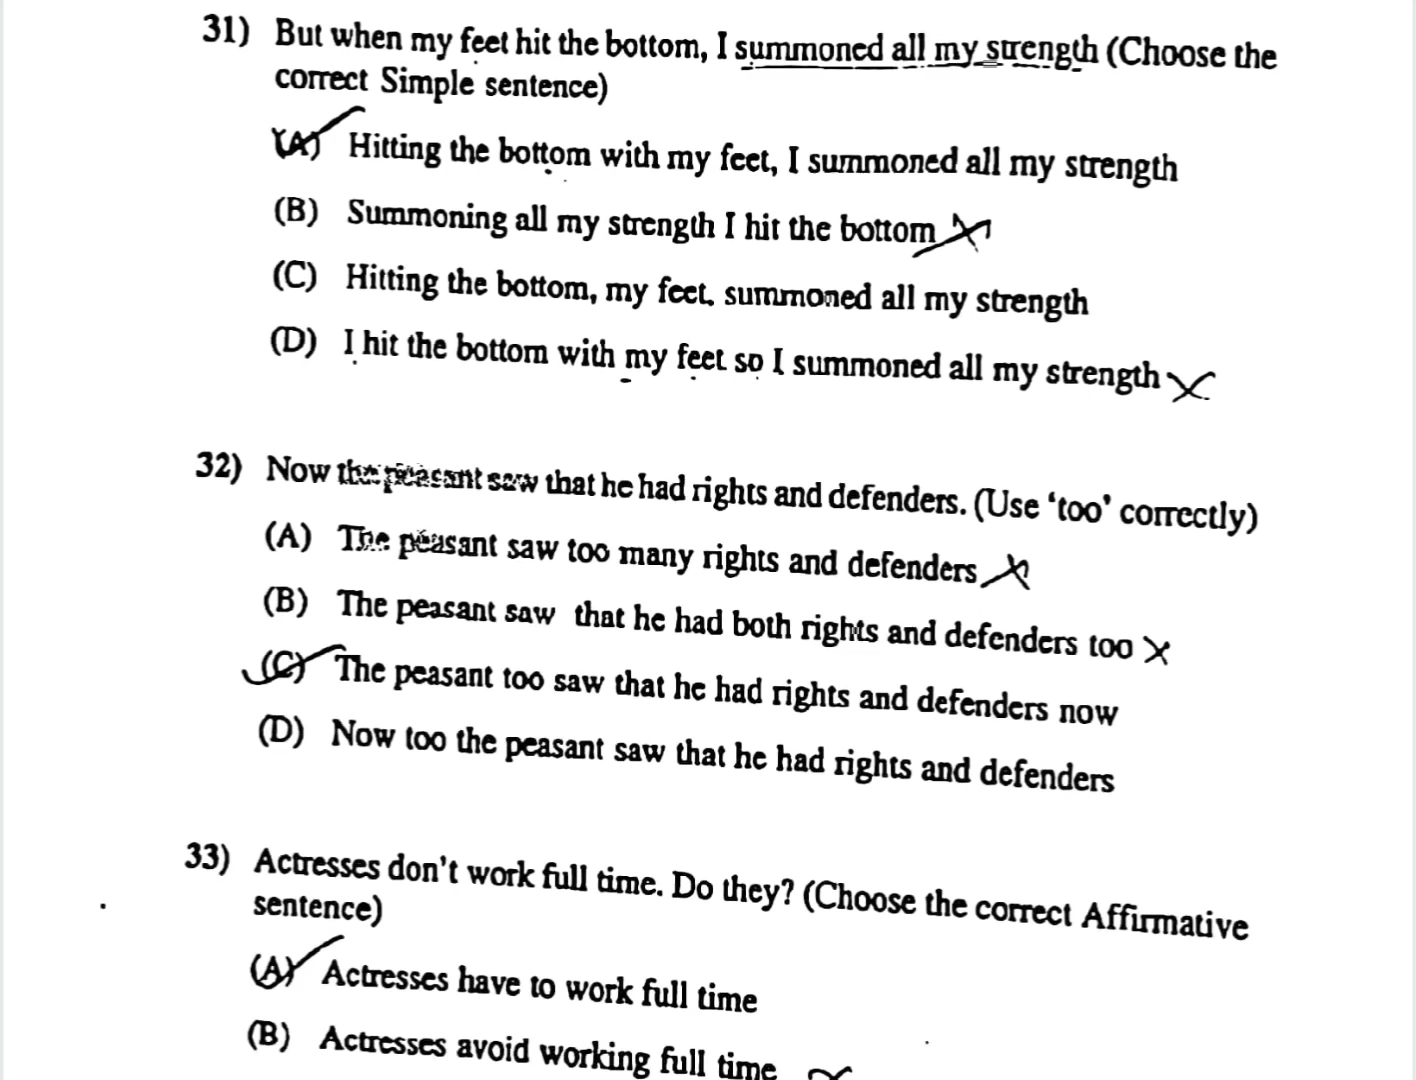 31) But when my feet hit the bottom, I summoned all my strength (Choose the
correct Simple sentence)
(A) Hitting the bottom with my feet, I summoned all my strength
(B) Summoning all my strength I hit the bottom
(C) Hitting the bottom, my feet. summoned all my strength
(D) I hit the bottom with my feet so I summoned all my strength
32) Now the peasant saw that he had rights and defenders. (Use ‘too’ correctly)
(A) The peasant saw too many rights and defenders
(B) The peasant saw that he had both rights and defenders too
(C) The peasant too saw that he had rights and defenders now
(D) Now too the peasant saw that he had rights and defenders
33) Actresses don't work full time. Do they? (Choose the correct Affirmative
sentence)
(A) Actresses have to work full time
(B) Actresses avoid working full time